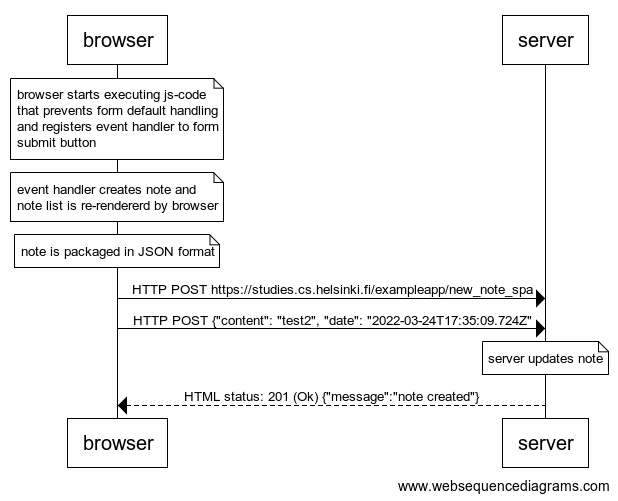 browser
server
browser starts executing js-code
that prevents form default handling
and registers event handler to form
submit button
event handler creates note and
note list is re-rendererd by browser
note is packaged in JSON format
HTTP POST https://studies.cs.helsinki.fi/exampleapp/new_note_spa
HTTP POST {"content": "test2", "date": "2022-03-24T17:35:09.724Z"
server updates note
HTML status: 201 (Ok) {"message":"note created"}
browser
server
www.websequencediagrams.com